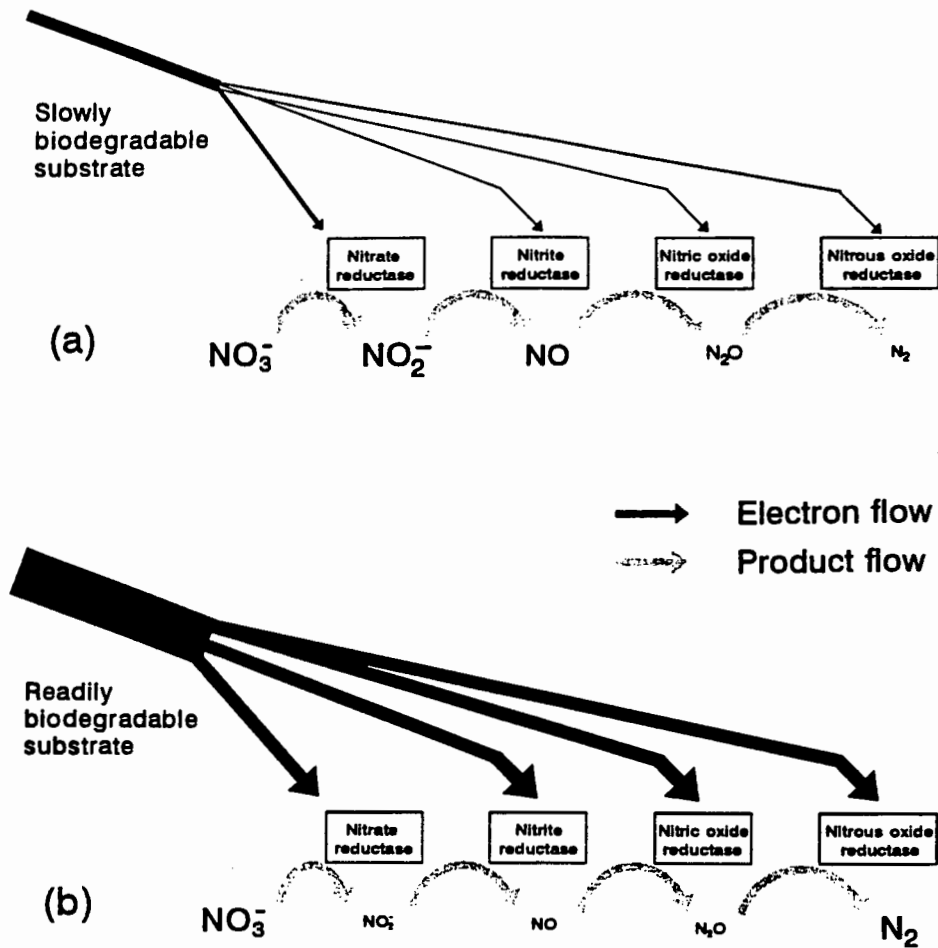 Slowly
biodegradable
substrate
Nitrate
reductase
Nitrite
reductase
Nitric oxide
reductase
Nitrous oxide
reductase
(a)
NO₃⁻ NO₂⁻ NO N₂O N₂
Electron flow
Product flow
Readily
biodegradable
substrate
Nitrate
reductase
Nitrite
reductase
Nitric oxide
reductase
Nitrous oxide
reductase
(b)
NO₃⁻ NO₂⁻ NO N₂O N₂